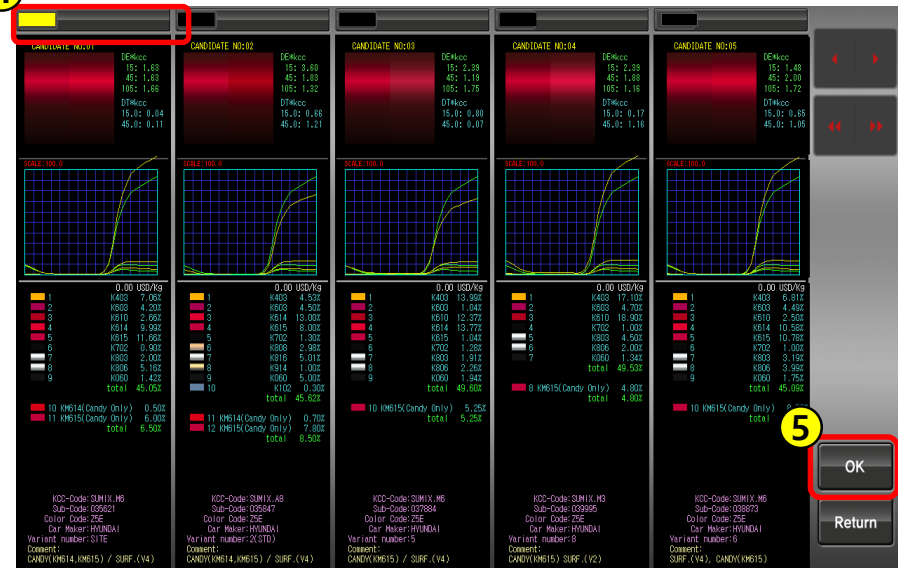 CANDIDATE NO:01
DE*kcc
15: 1.63
45: 1.63
105: 1.66
DT*kcc
15.0: 0.04
45.0: 0.11
SCALE:100.0
0.00 USD/Kg
1 K403 7.06%
2 K603 4.20%
3 K610 2.66%
4 K614 9.99%
5 K615 11.66%
6 K702 0.90%
7 K803 2.00%
8 K806 5.16%
9 K060 1.42%
total 45.05%
10 KM614(Candy Only) 0.50%
11 KM615(Candy Only) 6.00%
total 6.50%
KCC-Code:SUMIX.M6
Sub-Code:035621
Color Code:Z5E
Car Maker:HYUNDAI
Variant number:SITE
Comment:
CANDY(KM614,KM615) / SURF.(V4)
CANDIDATE NO:02
DE*kcc
15: 3.60
45: 1.83
105: 1.32
DT*kcc
15.0: 0.66
45.0: 1.21
SCALE:100.0
0.00 USD/Kg
1 K403 4.53%
2 K603 4.50%
3 K614 13.00%
4 K615 8.00%
5 K702 1.30%
6 K808 2.98%
7 K816 5.01%
8 K914 1.00%
9 K060 5.00%
10 K102 0.30%
total 45.62%
11 KM614(Candy Only) 0.70%
12 KM615(Candy Only) 7.80%
total 8.50%
KCC-Code:SUMIX.A8
Sub-Code:035847
Color Code:Z5E
Car Maker:HYUNDAI
Variant number:2(STD)
Comment:
CANDY(KM614,KM615) / SURF.(V4)
CANDIDATE NO:03
DE*kcc
15: 2.39
45: 1.19
105: 1.75
DT*kcc
15.0: 0.80
45.0: 0.07
SCALE:100.0
0.00 USD/Kg
1 K403 13.99%
2 K603 1.04%
3 K610 12.37%
4 K614 13.77%
5 K615 1.04%
6 K702 1.28%
7 K803 1.91%
8 K806 2.26%
9 K060 1.94%
total 49.60%
10 KM615(Candy Only) 5.25%
total 5.25%
KCC-Code:SUMIX.M6
Sub-Code:037884
Color Code:Z5E
Car Maker:HYUNDAI
Variant number:5
Comment:
CANDY(KM615) / SURF.(V4)
CANDIDATE NO:04
DE*kcc
15: 2.39
45: 1.88
105: 1.16
DT*kcc
15.0: 0.17
45.0: 1.16
SCALE:100.0
0.00 USD/Kg
1 K403 17.10%
2 K603 4.70%
3 K610 18.90%
4 K702 1.00%
5 K803 4.50%
6 K806 2.00%
7 K060 1.34%
total 49.53%
8 KM615(Candy Only) 4.80%
total 4.80%
KCC-Code:SUMIX.M3
Sub-Code:039995
Color Code:Z5E
Car Maker:HYUNDAI
Variant number:8
Comment:
CANDY(KM615) SURF.(V2)
CANDIDATE NO:05
DE*kcc
15: 1.48
45: 2.00
105: 1.72
DT*kcc
15.0: 0.65
45.0: 1.05
SCALE:100.0
0.00 USD/Kg
1 K403 6.81%
2 K603 4.49%
3 K610 2.50%
4 K614 10.58%
5 K615 10.78%
6 K702 1.00%
7 K803 3.19%
8 K806 3.99%
9 K060 1.75%
total 45.09%
10 KM615(Candy Only)
total
KCC-Code:SUMIX.M6
Sub-Code:038873
Color Code:Z5E
Car Maker:HYUNDAI
Variant number:6
Comment:
SURF.(V4), CANDY(KM615)
5
OK
Return